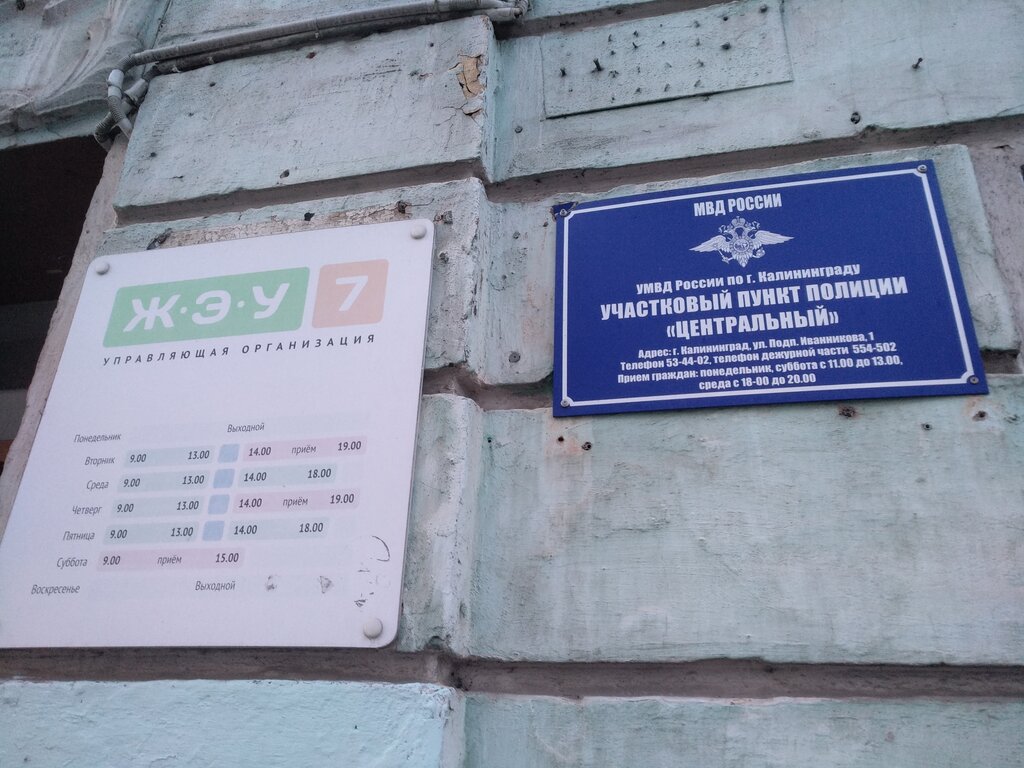 Ж·Э·У 7
УПРАВЛЯЮЩАЯ ОРГАНИЗАЦИЯ
Понедельник Выходной
Вторник 9.00 13.00 14.00 приём 19.00
Среда 9.00 13.00 14.00 18.00
Четверг 9.00 13.00 14.00 приём 19.00
Пятница 9.00 13.00 14.00 18.00
Суббота 9.00 приём 15.00
Воскресенье Выходной
МВД РОССИИ
УМВД России по г. Калининграду
УЧАСТКОВЫЙ ПУНКТ ПОЛИЦИИ
«ЦЕНТРАЛЬНЫЙ»
Адрес: г. Калининград, ул. Подп. Иванникова, 1
Телефон 53-44-02, телефон дежурной части 554-502
Прием граждан: понедельник, суббота с 11.00 до 13.00,
среда с 18-00 до 20.00